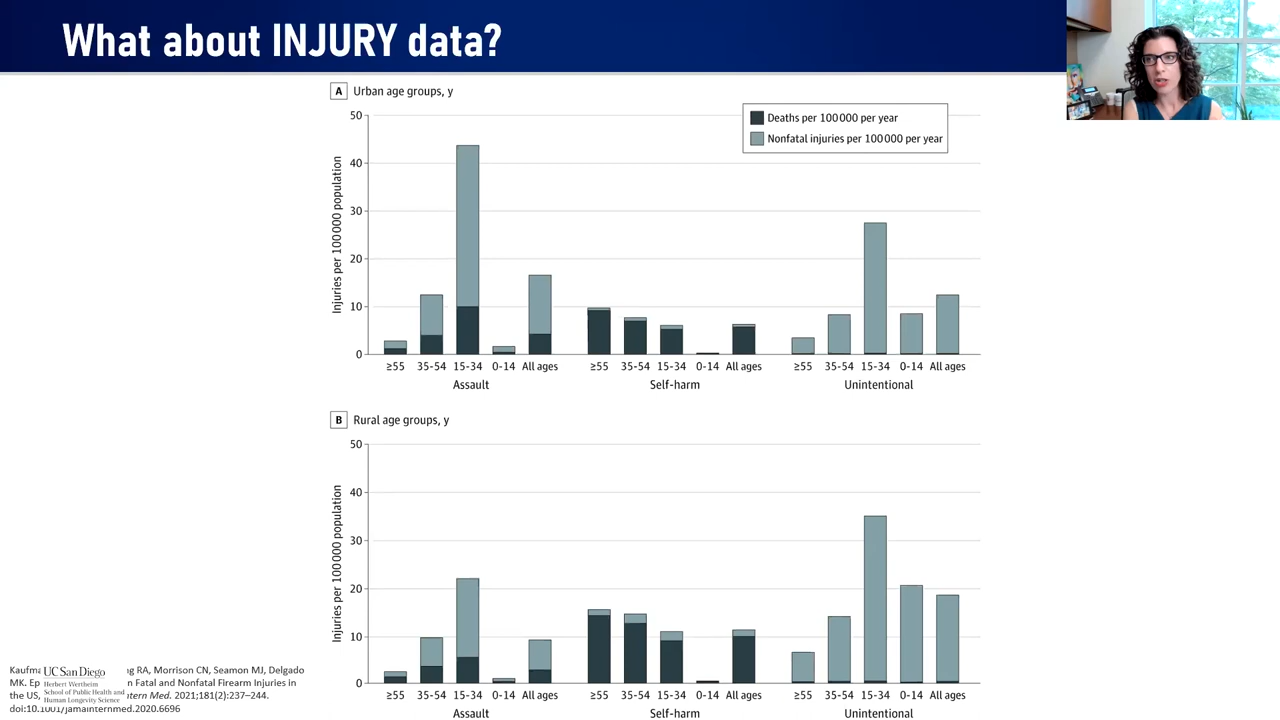 What about INJURY data?
A Urban age groups, y
Deaths per 100 000 per year
Nonfatal injuries per 100 000 per year
Injuries per 100 000 population
50
40
30
20
10
0
≥55 35-54 15-34 0-14 All ages ≥55 35-54 15-34 0-14 All ages ≥55 35-54 15-34 0-14 All ages
Assault Self-harm Unintentional
B Rural age groups, y
Injuries per 100 000 population
50
40
30
20
10
0
≥55 35-54 15-34 0-14 All ages ≥55 35-54 15-34 0-14 All ages ≥55 35-54 15-34 0-14 All ages
Assault Self-harm Unintentional
RA, Morrison CN, Seamon MJ, Delgado
MK. n Fatal and Nonfatal Firearm Injuries in
the US, Med. 2021;181(2):237–244.
doi:10.1001/jamainternmed.2020.6696
UC San Diego
Herbert Wertheim
School of Public Health and
Human Longevity Science